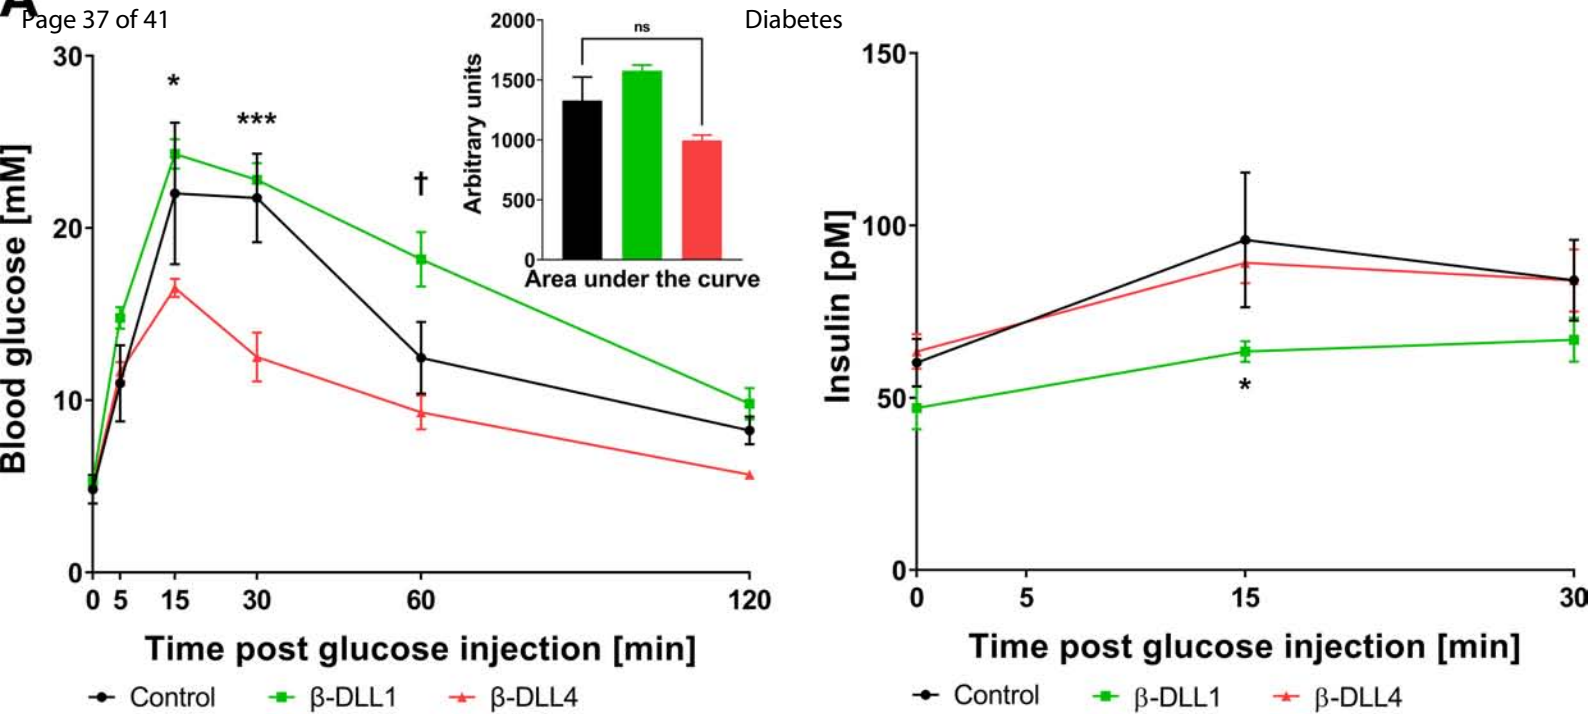 A
Page 37 of 41
Diabetes
Blood glucose [mM]
30
20
10
0
*
***
†
0 5 15 30 60 120
Time post glucose injection [min]
Control β-DLL1 β-DLL4
Arbitrary units
2000
1500
1000
500
0
ns
Area under the curve
Insulin [pM]
150
100
50
0
*
0 5 15 30
Time post glucose injection [min]
Control β-DLL1 β-DLL4